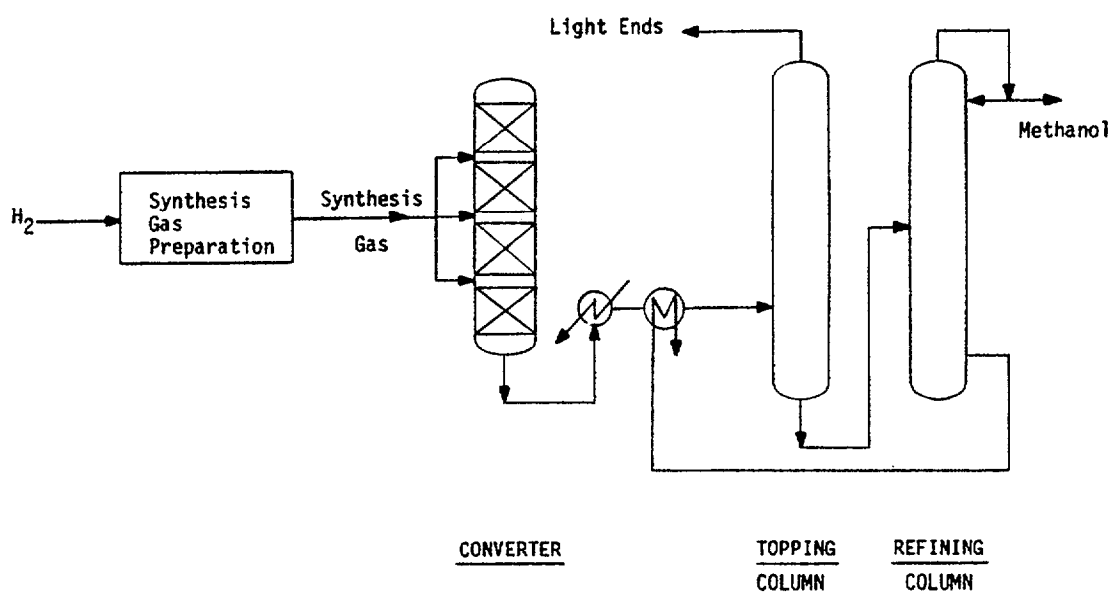 Light Ends
Methanol
H2
Synthesis
Gas
Preparation
Synthesis
Gas
CONVERTER
TOPPING
COLUMN
REFINING
COLUMN